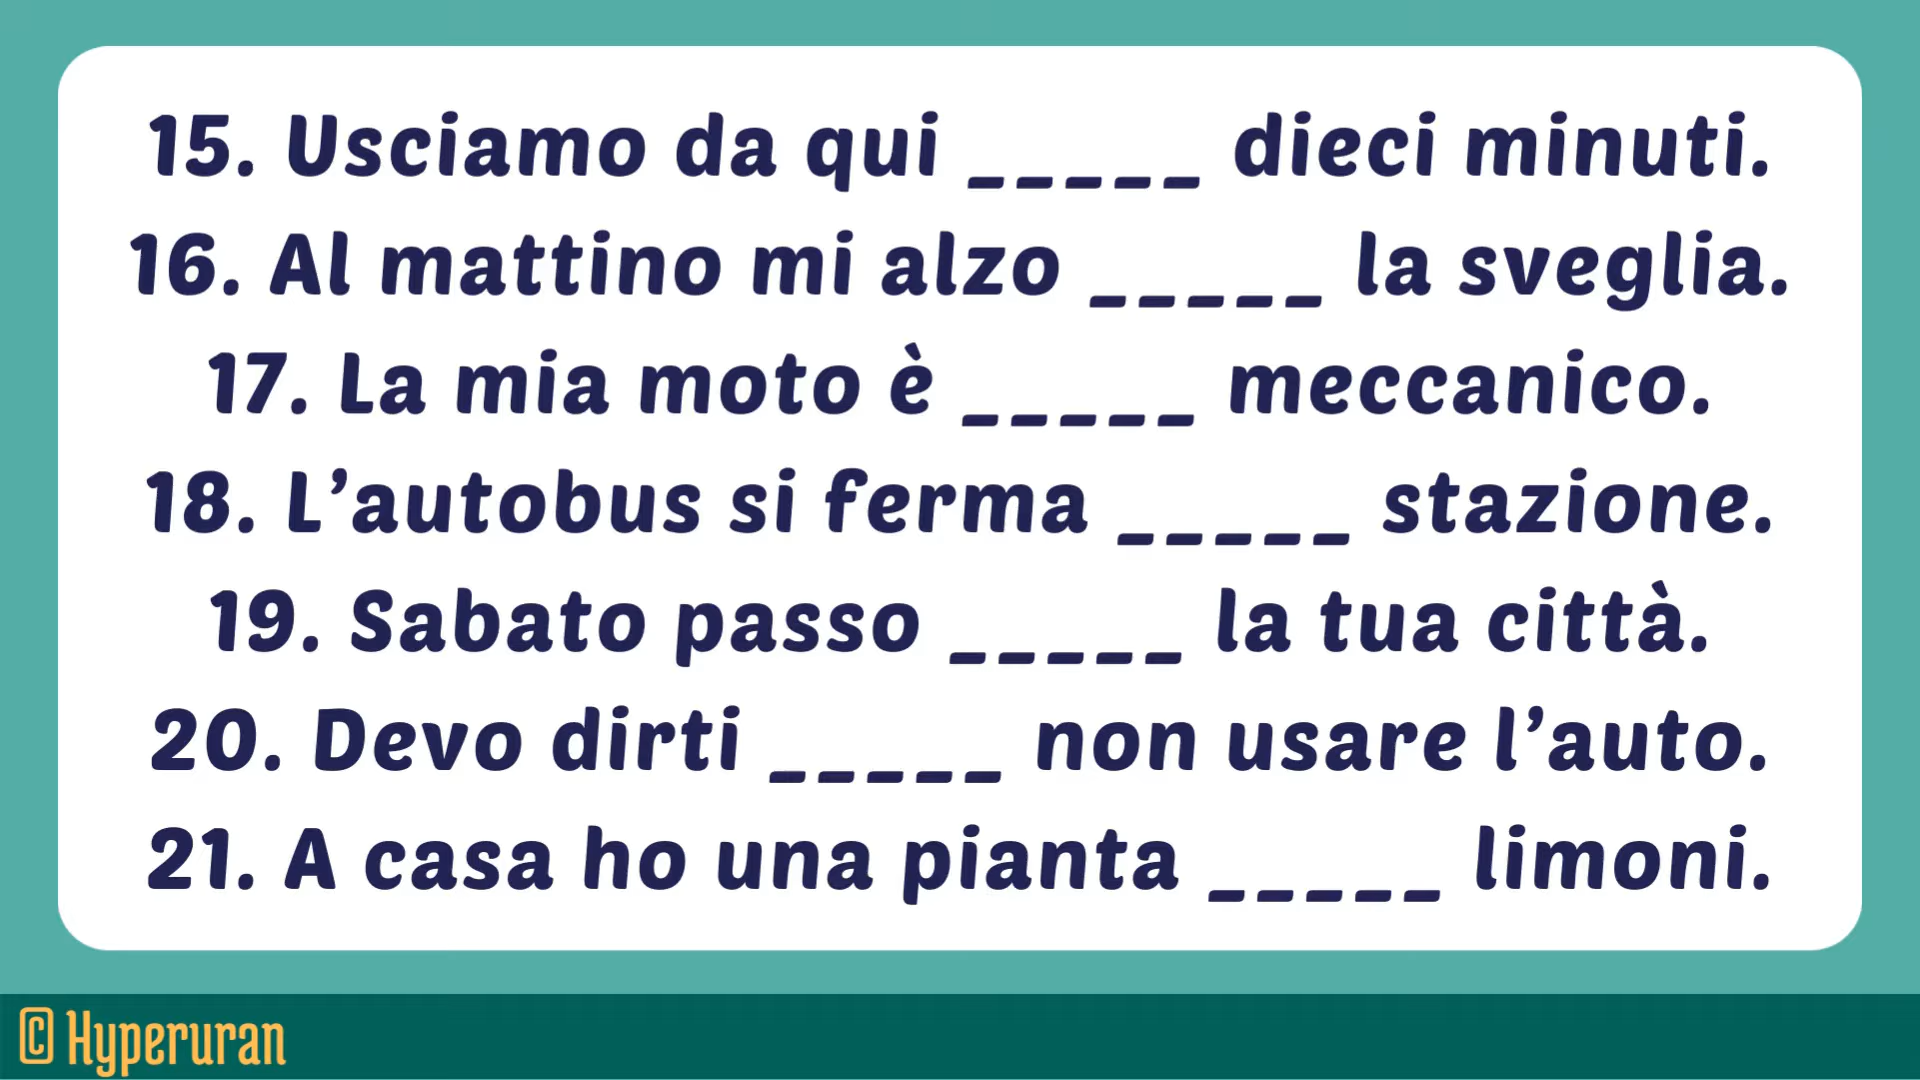 15. Usciamo da qui _____ dieci minuti.
16. Al mattino mi alzo _____ la sveglia.
17. La mia moto è _____ meccanico.
18. L’autobus si ferma _____ stazione.
19. Sabato passo _____ la tua città.
20. Devo dirti _____ non usare l’auto.
21. A casa ho una pianta _____ limoni.
© Hyperuran